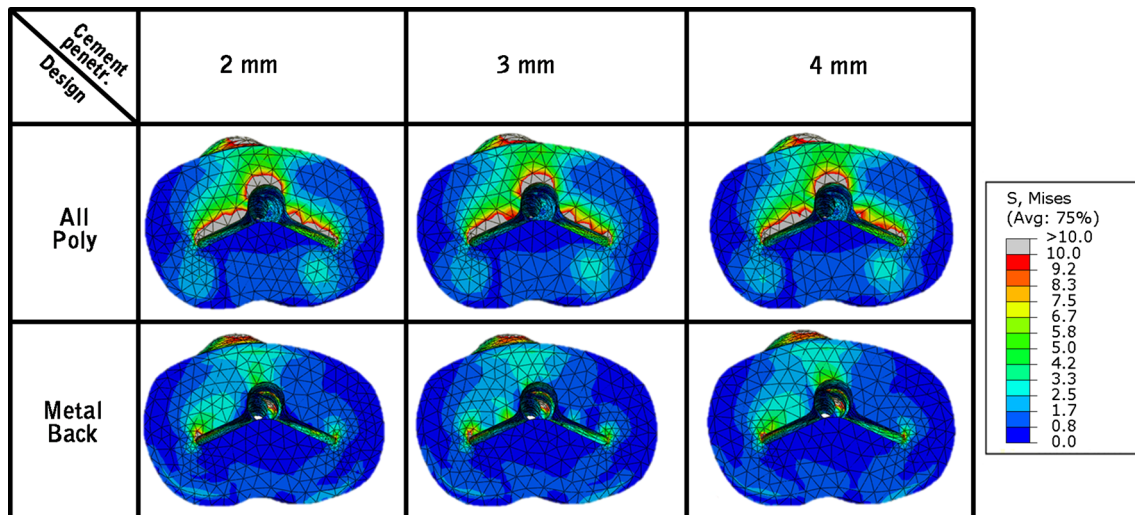 Cement
penetr.
Design
2 mm
3 mm
4 mm
All
Poly
Metal
Back
S, Mises
(Avg: 75%)
>10.0
10.0
9.2
8.3
7.5
6.7
5.8
5.0
4.2
3.3
2.5
1.7
0.8
0.0